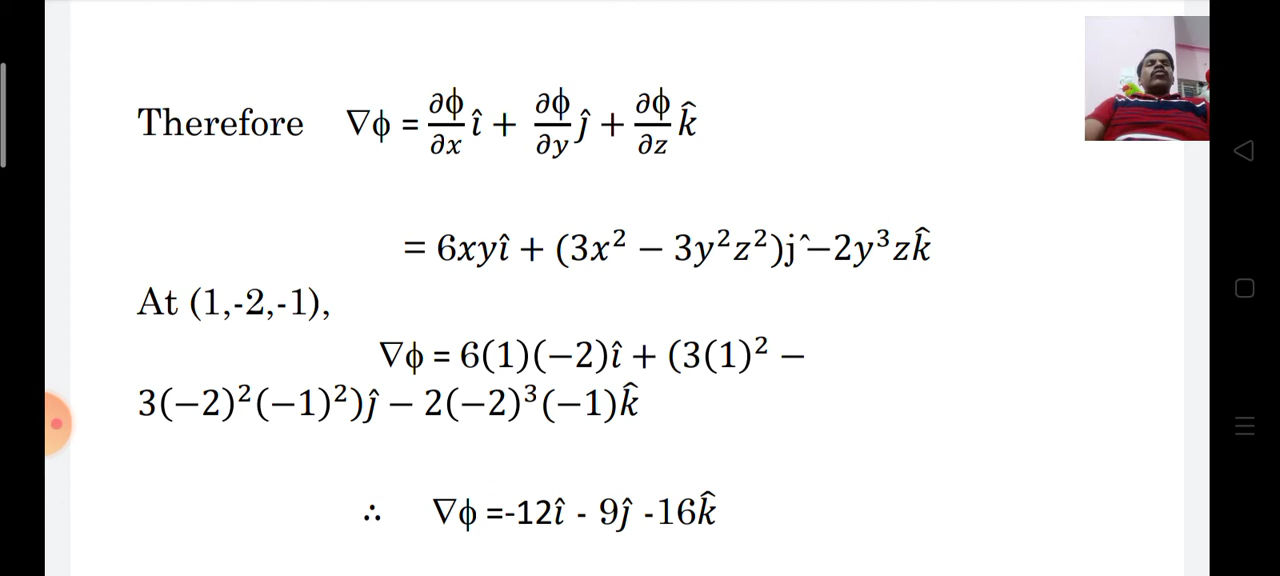 Therefore ∇ϕ = ∂ϕ/∂x î + ∂ϕ/∂y ĵ + ∂ϕ/∂z k̂
= 6xyî + (3x² − 3y²z²)jˆ−2y³zk̂
At (1,-2,-1),
∇ϕ = 6(1)(−2)î + (3(1)² −
3(−2)²(−1)²)ĵ − 2(−2)³(−1)k̂
∴ ∇ϕ =-12î - 9ĵ -16k̂